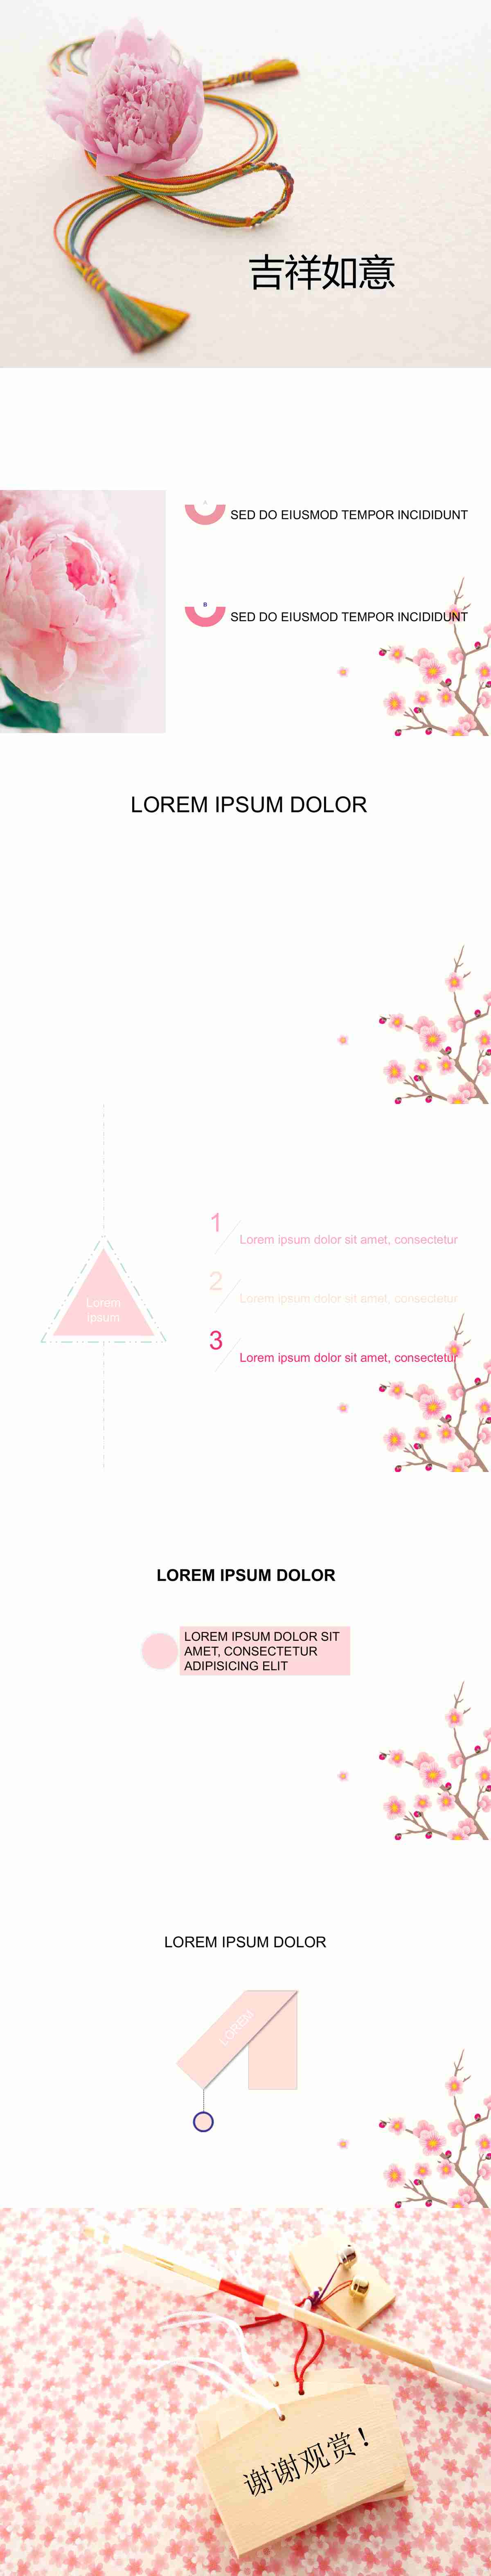 吉祥如意
A
SED DO EIUSMOD TEMPOR INCIDIDUNT
B
SED DO EIUSMOD TEMPOR INCIDIDUNT
LOREM IPSUM DOLOR
1
Lorem ipsum dolor sit amet, consectetur
2
Lorem ipsum dolor sit amet, consectetur
3
Lorem ipsum dolor sit amet, consectetur
Lorem
ipsum
LOREM IPSUM DOLOR
LOREM IPSUM DOLOR SIT
AMET, CONSECTETUR
ADIPISICING ELIT
LOREM IPSUM DOLOR
LOREM
谢谢观赏！